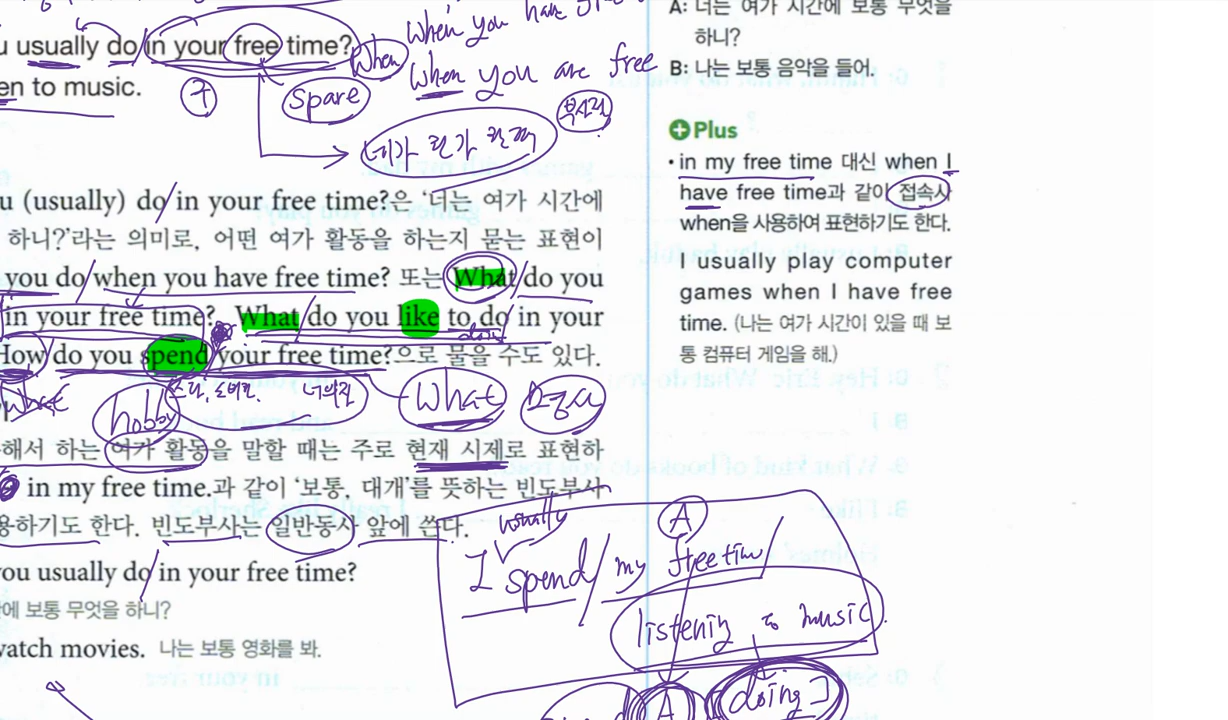 when you have
u usually do in your free time?
When
when you are free
en to music.
구
spare
부사절
네가
u (usually) do in your free time?은 ‘너는 여가 시간에
하니?’라는 의미로, 어떤 여가 활동을 하는지 묻는 표현이
you do when you have free time? 또는 What do you
in your free time? What do you like to do in your
doing
How do you spend your free time?으로 물을 수도 있다.
What
hobby
What
해서 하는 여가 활동을 말할 때는 주로 현재 시제로 표현하
in my free time.과 같이 ‘보통, 대개’를 뜻하는 빈도부사
용하기도 한다. 빈도부사는 일반동사 앞에 쓴다.
you usually do in your free time?
에 보통 무엇을 하니?
watch movies. 나는 보통 영화를 봐.
usually
A
I spend my free time
listening to music.
A
doing
A: 너는 여가 시간에 보통 무엇을
하니?
B: 나는 보통 음악을 들어.
Plus
• in my free time 대신 when I
have free time과 같이 접속사
when을 사용하여 표현하기도 한다.
I usually play computer
games when I have free
time. (나는 여가 시간이 있을 때 보
통 컴퓨터 게임을 해.)